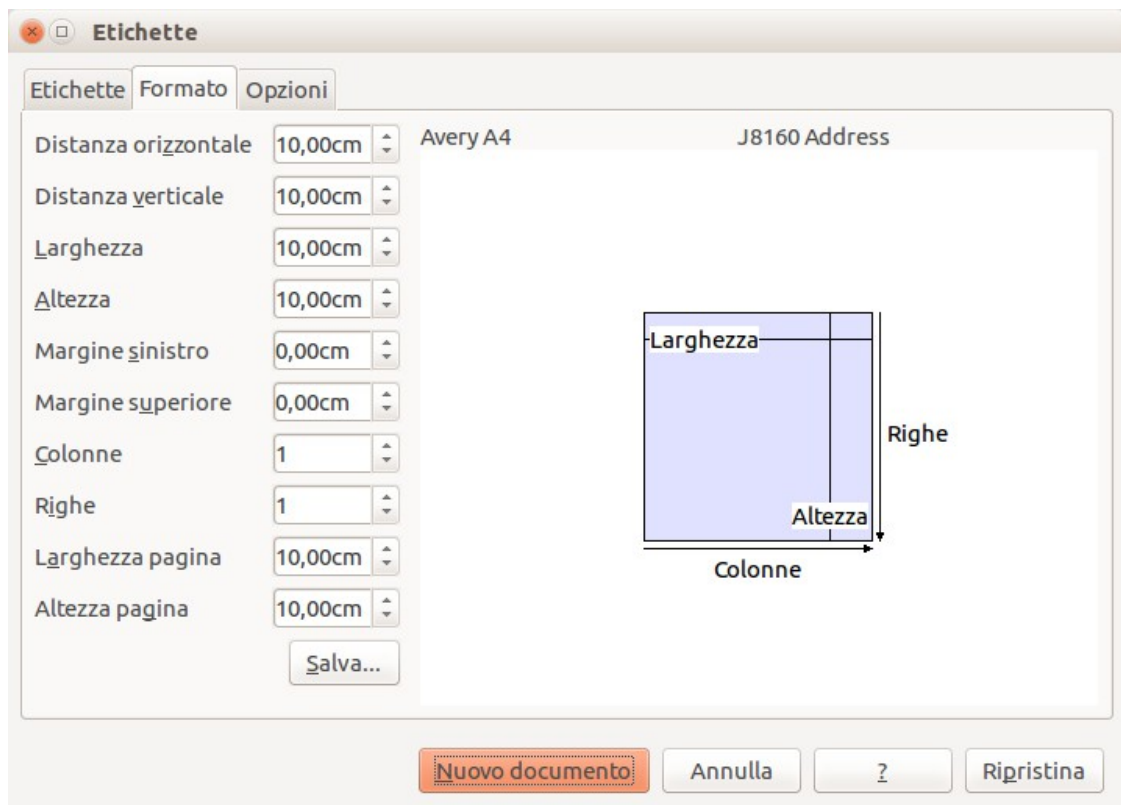 Etichette
Etichette Formato Opzioni
Distanza orizzontale 10,00cm
Distanza verticale 10,00cm
Larghezza 10,00cm
Altezza 10,00cm
Margine sinistro 0,00cm
Margine superiore 0,00cm
Colonne 1
Righe 1
Larghezza pagina 10,00cm
Altezza pagina 10,00cm
Salva...
Avery A4 J8160 Address
Larghezza
Righe
Altezza
Colonne
Nuovo documento Annulla ? Ripristina